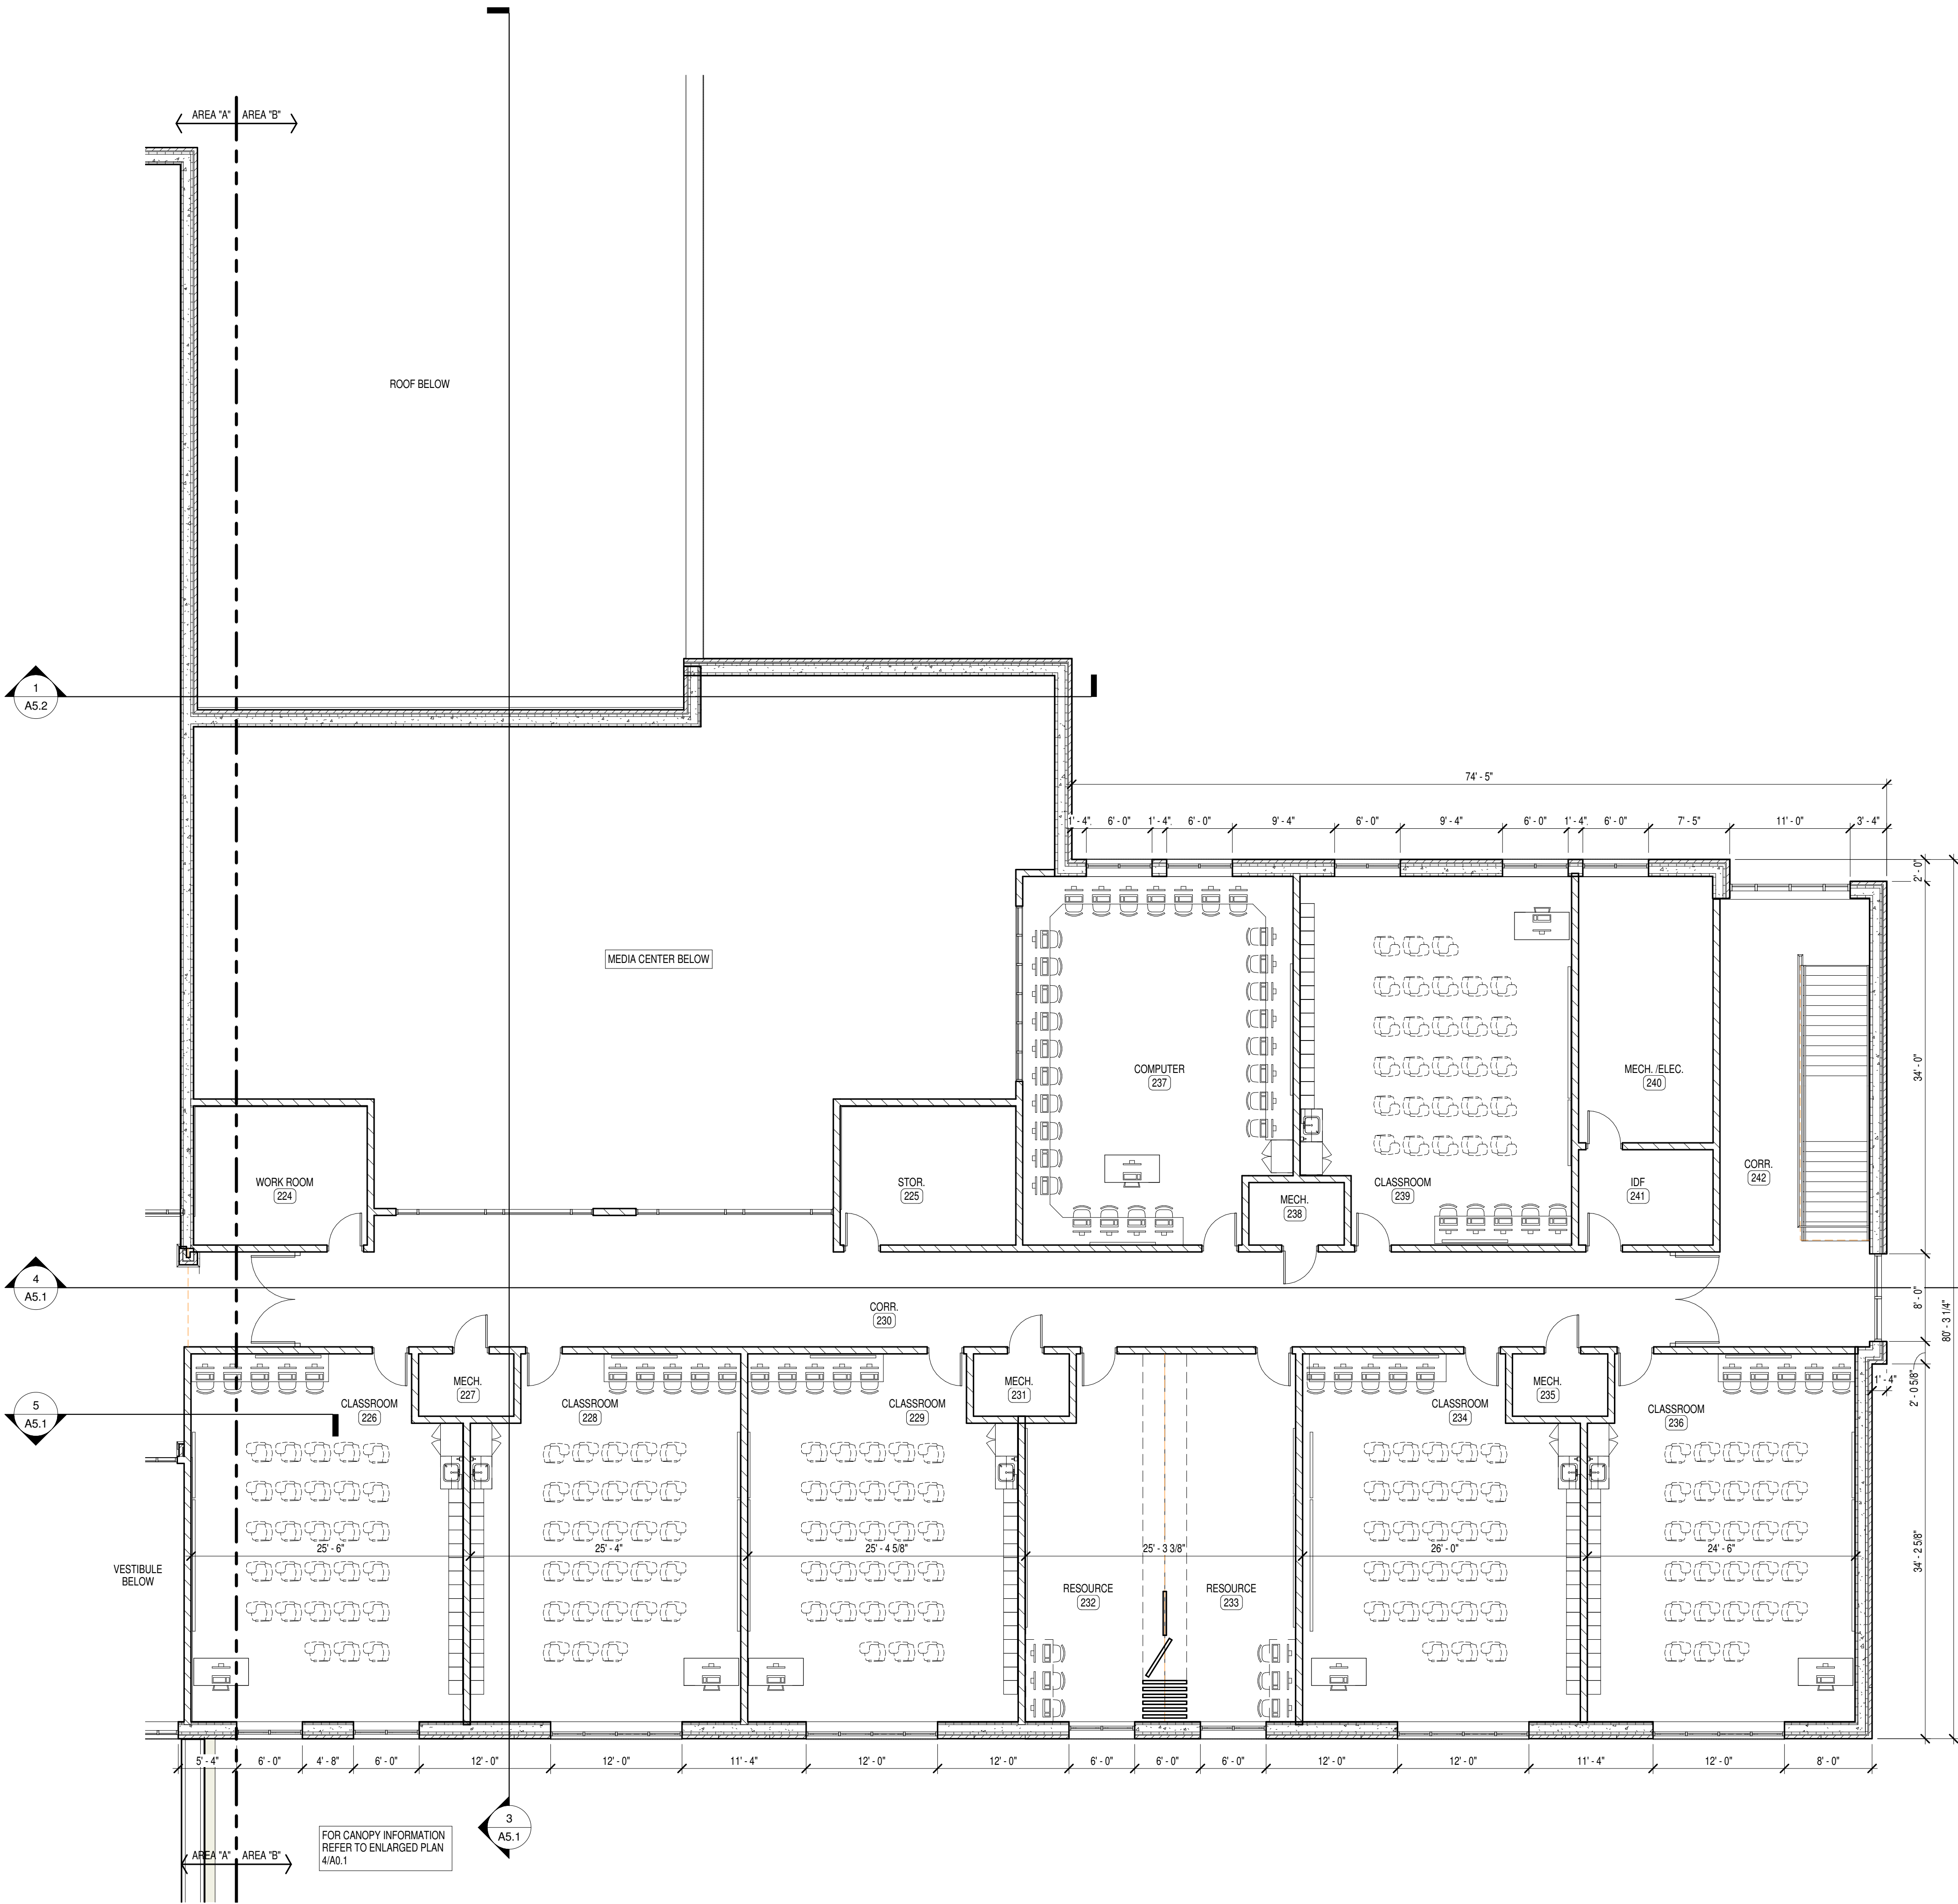 AREA "A" AREA "B"
ROOF BELOW
1
A5.2
74' - 5"
1' - 4" 6' - 0" 1' - 4" 6' - 0" 9' - 4" 6' - 0" 9' - 4" 6' - 0" 1' - 4" 6' - 0" 7' - 5" 11' - 0" 3' - 4"
2' - 0"
MEDIA CENTER BELOW
COMPUTER
237
MECH. /ELEC.
240
34' - 0"
WORK ROOM
224
STOR.
225
MECH.
238
CLASSROOM
239
IDF
241
CORR.
242
4
A5.1
CORR.
230
8' - 0"
80' - 3 1/4"
1' - 4"
2' - 0 5/8"
5
A5.1
CLASSROOM
226
MECH.
227
CLASSROOM
228
CLASSROOM
229
MECH.
231
CLASSROOM
234
MECH.
235
CLASSROOM
236
25' - 6" 25' - 4" 25' - 4 5/8" 25' - 3 3/8" 26' - 0" 24' - 6"
34' - 2 5/8"
VESTIBULE
BELOW
RESOURCE
232
RESOURCE
233
5' - 4" 6' - 0" 4' - 8" 6' - 0" 12' - 0" 12' - 0" 11' - 4" 12' - 0" 12' - 0" 6' - 0" 6' - 0" 6' - 0" 12' - 0" 12' - 0" 11' - 4" 12' - 0" 8' - 0"
3
A5.1
FOR CANOPY INFORMATION
REFER TO ENLARGED PLAN
4/A0.1
AREA "A" AREA "B"